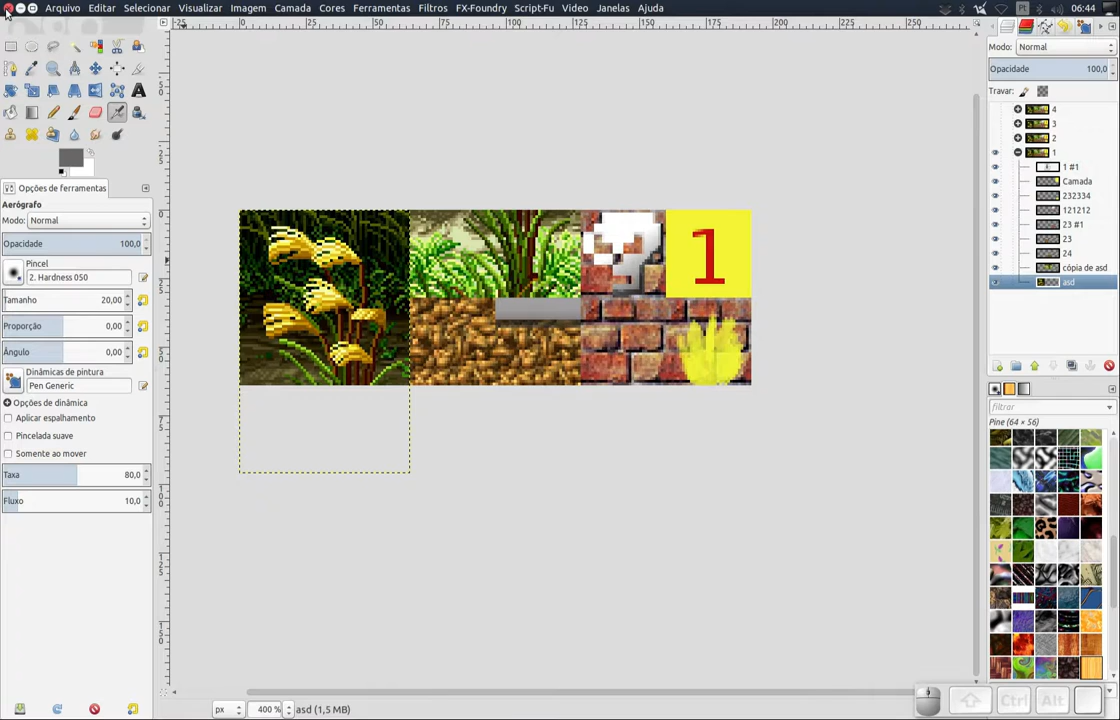 Arquivo Editar Selecionar Visualizar Imagem Camada Cores Ferramentas Filtros FX-Foundry Script-Fu Video Janelas Ajuda
Pt 06:44
Modo: Normal
Opacidade 100,0
Travar:
4
3
2
1
1 #1
Camada
232334
121212
23 #1
23
24
cópia de asd
asd
filtrar
Pine (64 × 56)
Opções de ferramentas
Aerógrafo
Modo: Normal
Opacidade 100,0
Pincel
2. Hardness 050
Tamanho 20,00
Proporção 0,00
Ângulo 0,00
Dinâmicas de pintura
Pen Generic
Opções de dinâmica
Aplicar espalhamento
Pincelada suave
Somente ao mover
Taxa 80,0
Fluxo 10,0
1
px 400 % asd (1,5 MB)
Ctrl Alt